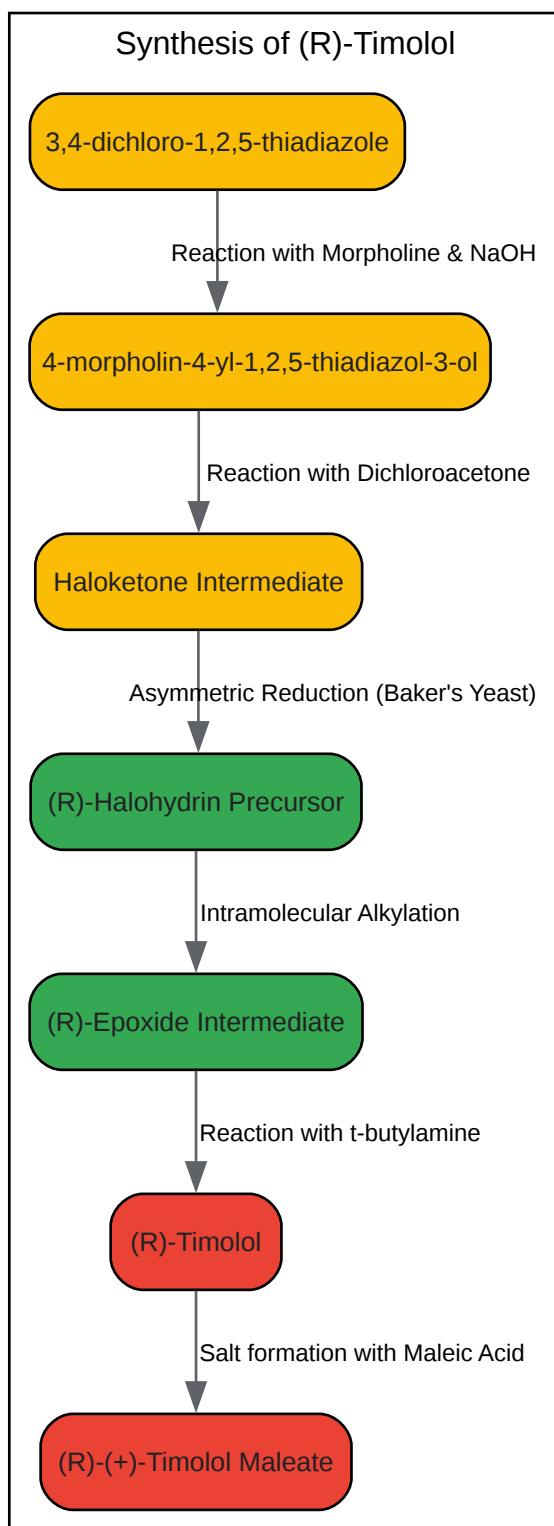 Synthesis of (R)-Timolol
3,4-dichloro-1,2,5-thiadiazole
Reaction with Morpholine & NaOH
4-morpholin-4-yl-1,2,5-thiadiazol-3-ol
Reaction with Dichloroacetone
Haloketone Intermediate
Asymmetric Reduction (Baker's Yeast)
(R)-Halohydrin Precursor
Intramolecular Alkylation
(R)-Epoxide Intermediate
Reaction with t-butylamine
(R)-Timolol
Salt formation with Maleic Acid
(R)-(+)-Timolol Maleate